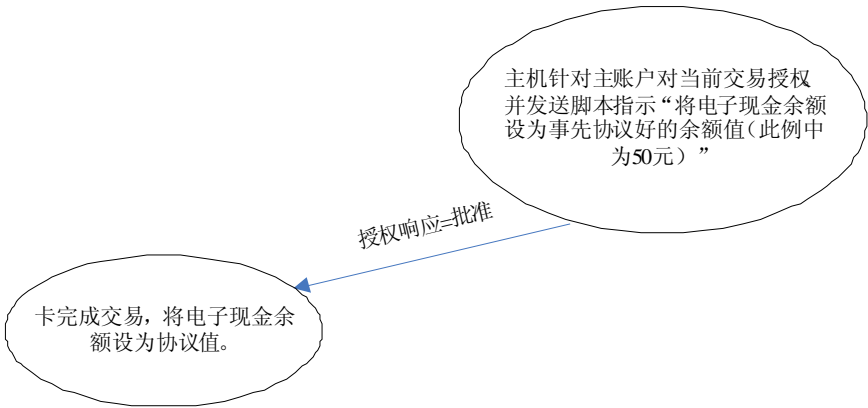 主机针对主账户对当前交易授权,
并发送脚本指示“将电子现金余额
设为事先协议好的余额值(此例中
为50元)”
授权响应=批准
卡完成交易，将电子现金余
额设为协议值。